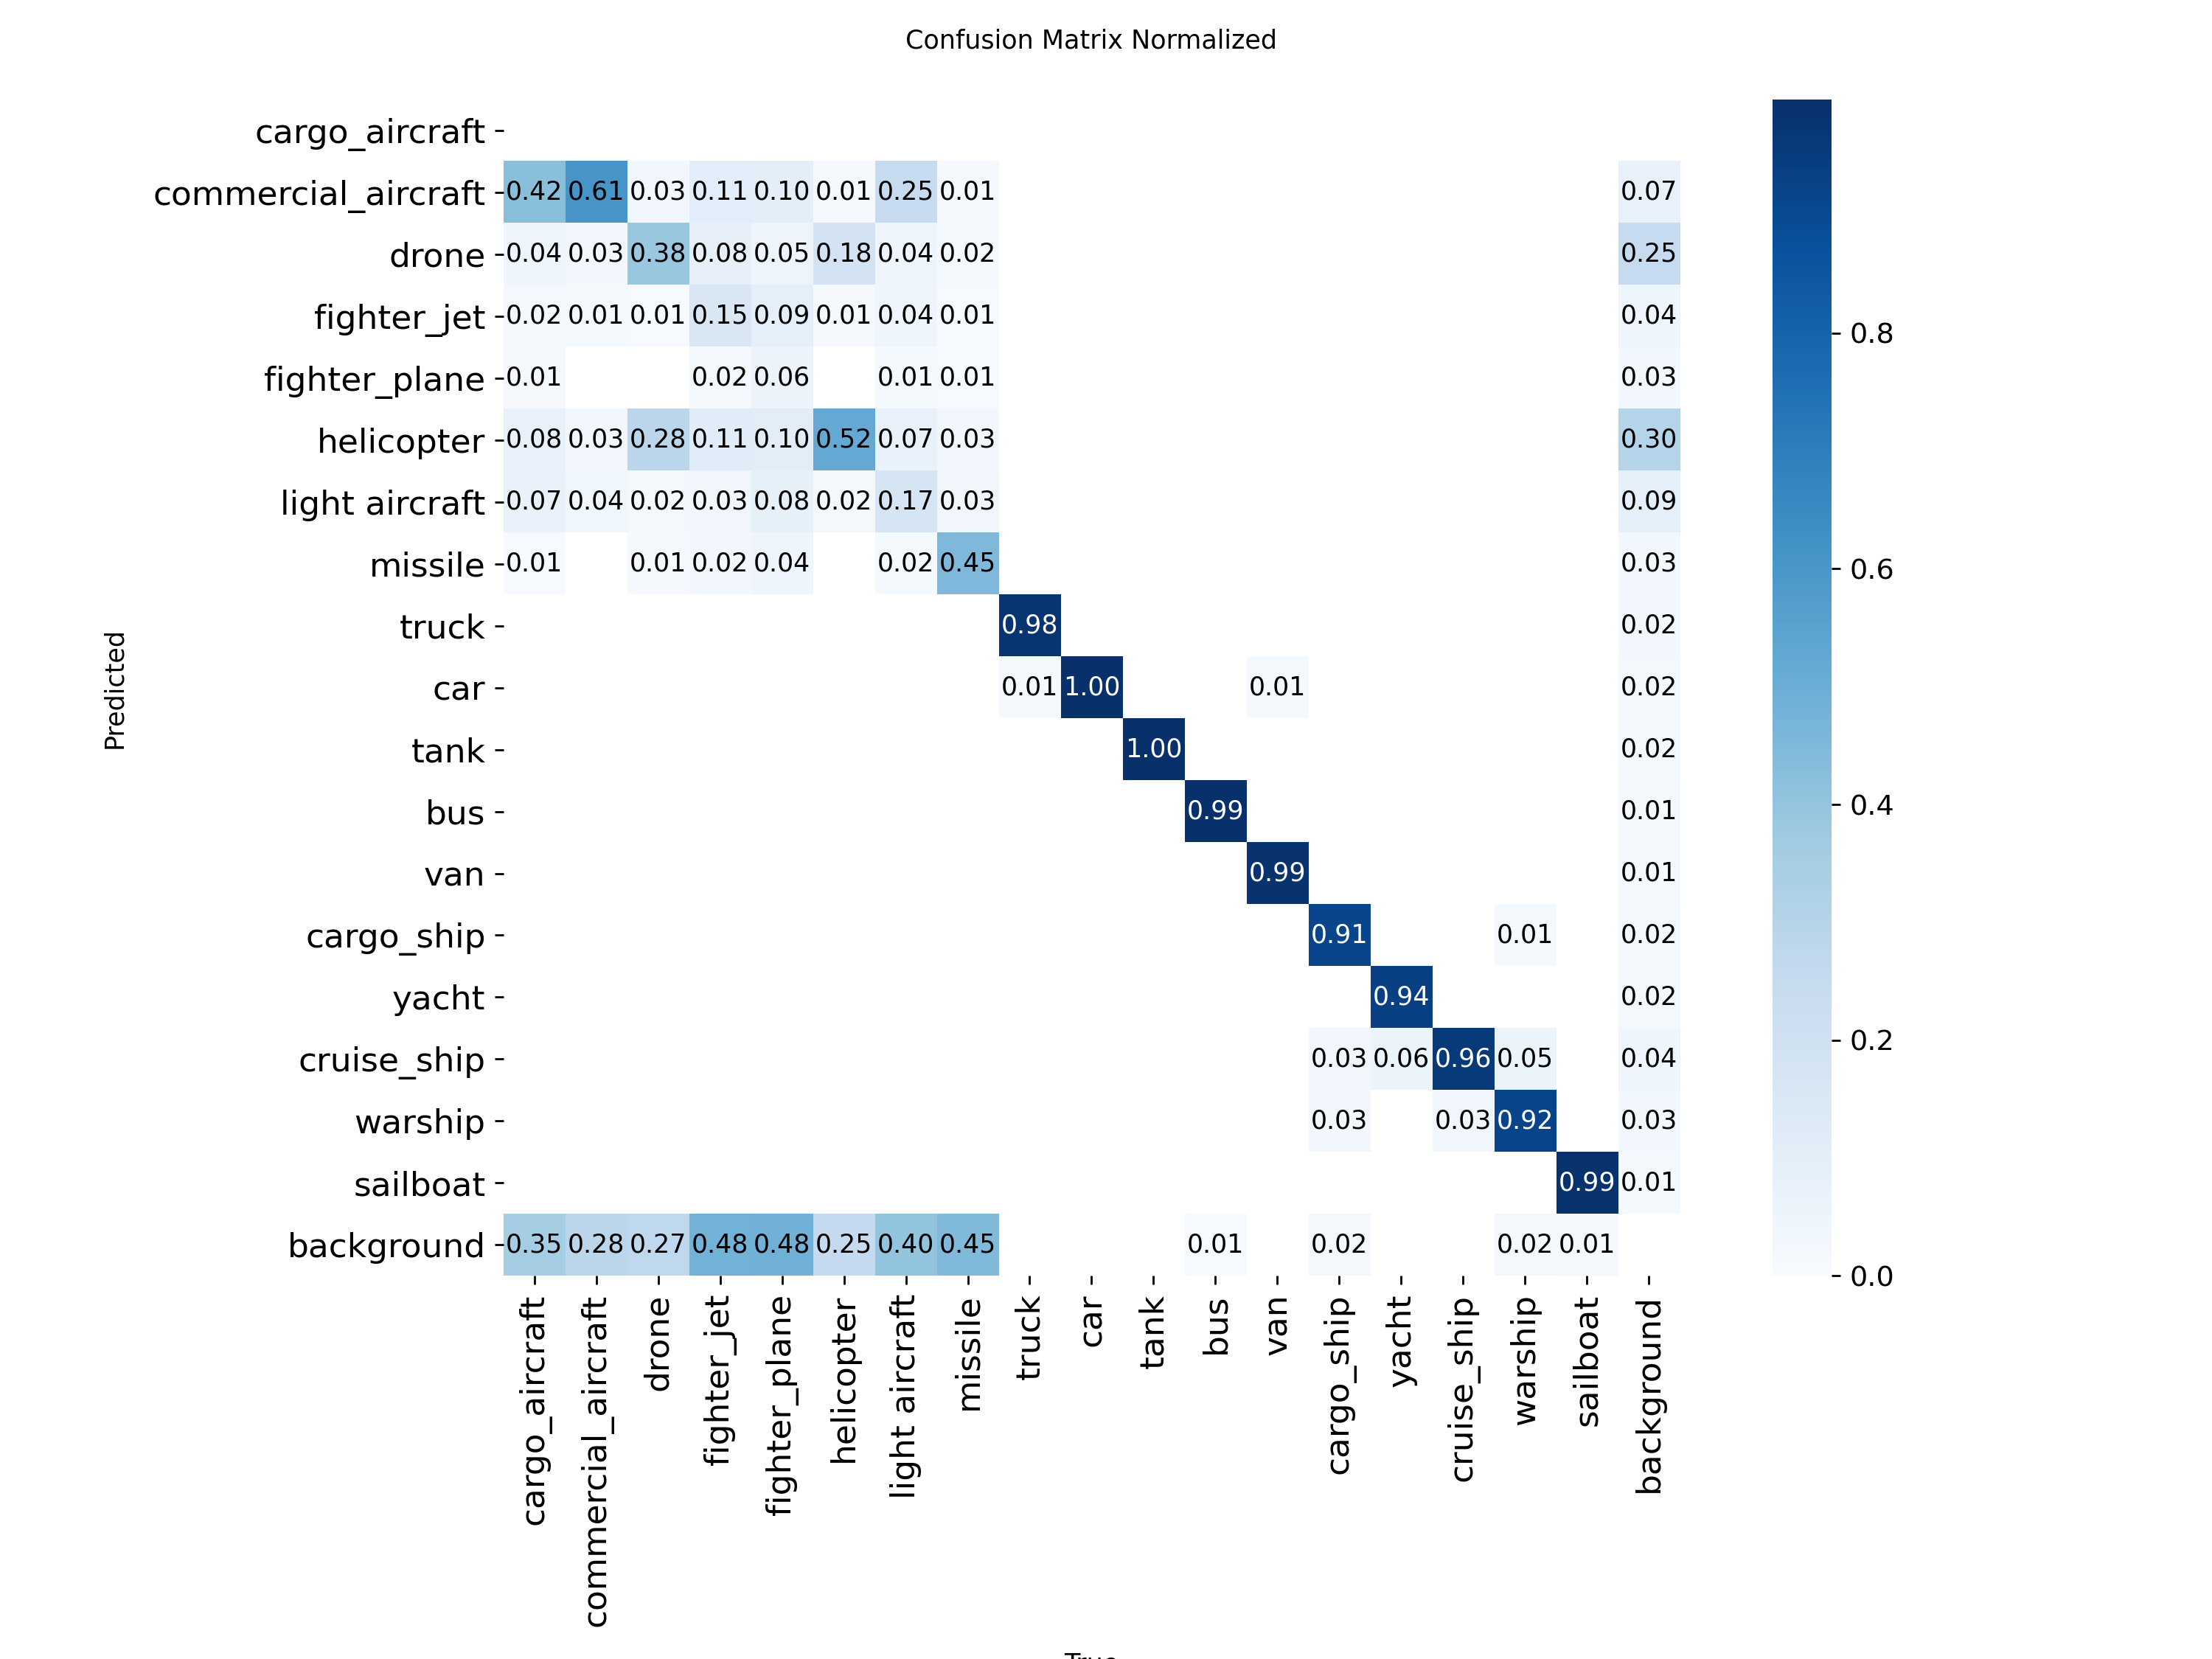 Confusion Matrix Normalized
cargo_aircraft
commercial_aircraft 0.42 0.61 0.03 0.11 0.10 0.01 0.25 0.01 0.07
drone 0.04 0.03 0.38 0.08 0.05 0.18 0.04 0.02 0.25
fighter_jet 0.02 0.01 0.01 0.15 0.09 0.01 0.04 0.01 0.04
fighter_plane 0.01 0.02 0.06 0.01 0.01 0.03
helicopter 0.08 0.03 0.28 0.11 0.10 0.52 0.07 0.03 0.30
light aircraft 0.07 0.04 0.02 0.03 0.08 0.02 0.17 0.03 0.09
missile 0.01 0.01 0.02 0.04 0.02 0.45 0.03
truck 0.98 0.02
car 0.01 1.00 0.01 0.02
tank 1.00 0.02
bus 0.99 0.01
van 0.99 0.01
cargo_ship 0.91 0.01 0.02
yacht 0.94 0.02
cruise_ship 0.03 0.06 0.96 0.05 0.04
warship 0.03 0.03 0.92 0.03
sailboat 0.99 0.01
background 0.35 0.28 0.27 0.48 0.48 0.25 0.40 0.45 0.01 0.02 0.02 0.01
Predicted
cargo_aircraft
commercial_aircraft
drone
fighter_jet
fighter_plane
helicopter
light aircraft
missile
truck
car
tank
bus
van
cargo_ship
yacht
cruise_ship
warship
sailboat
background
True
0.8
0.6
0.4
0.2
0.0